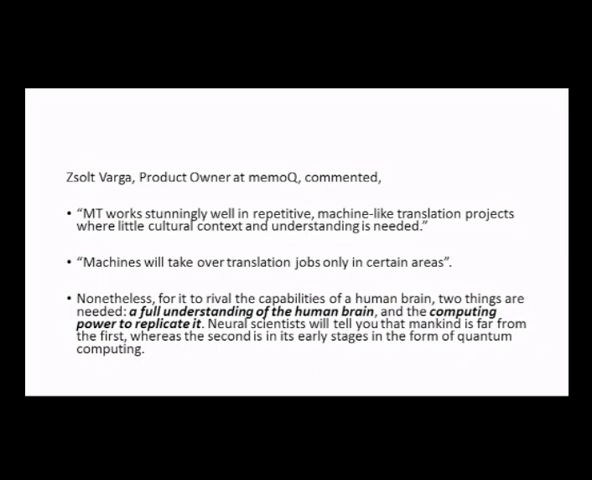 Zsolt Varga, Product Owner at memoQ, commented,
• “MT works stunningly well in repetitive, machine-like translation projects
where little cultural context and understanding is needed.”
• “Machines will take over translation jobs only in certain areas”.
• Nonetheless, for it to rival the capabilities of a human brain, two things are
needed: a full understanding of the human brain, and the computing
power to replicate it. Neural scientists will tell you that mankind is far from
the first, whereas the second is in its early stages in the form of quantum
computing.